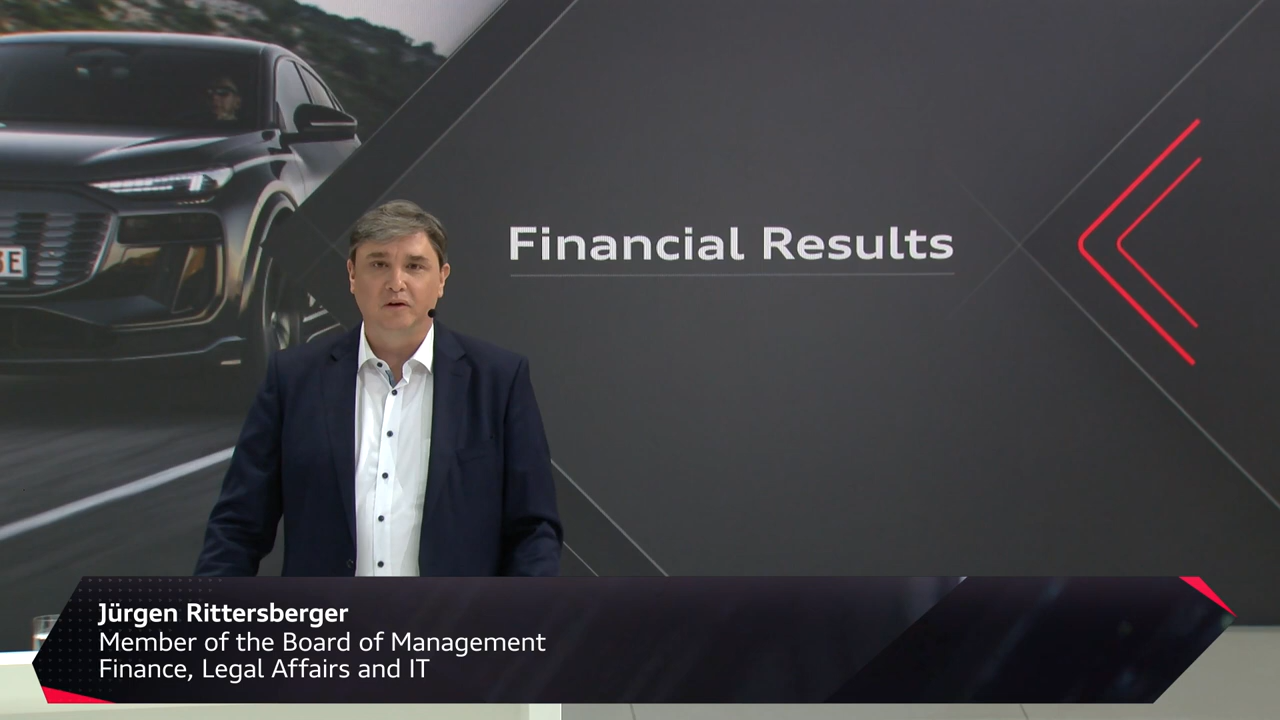 Financial Results
Jürgen Rittersberger
Member of the Board of Management
Finance, Legal Affairs and IT